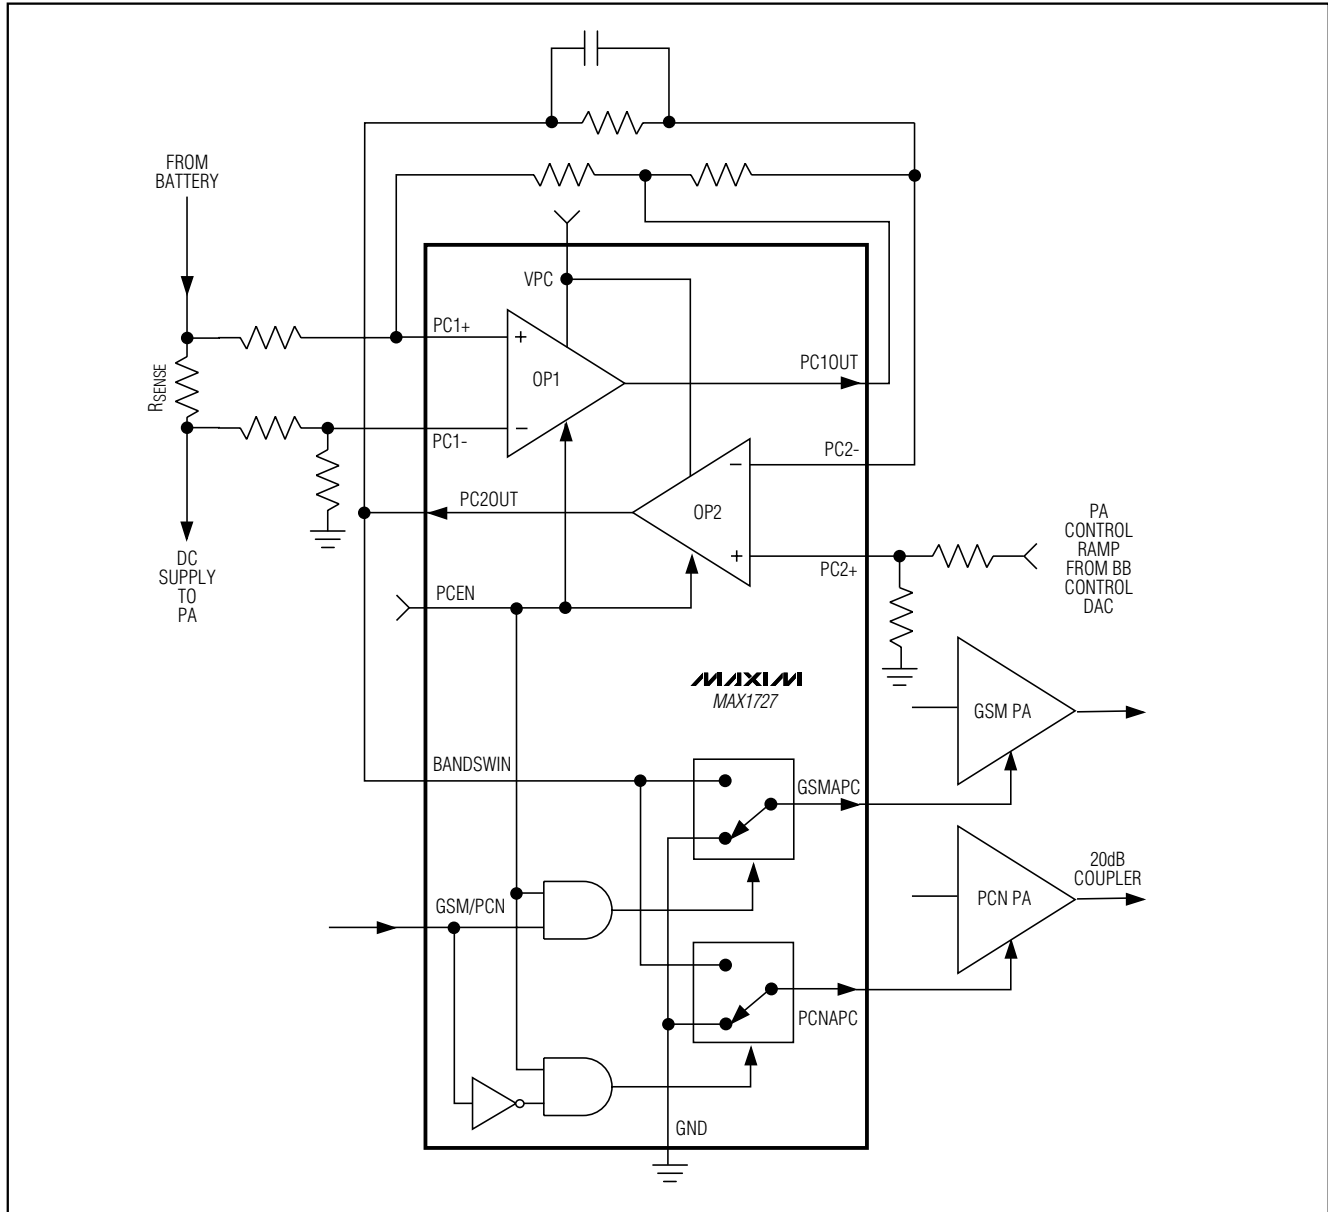 FROM
BATTERY
VPC
PC1+
+
OP1
PC1OUT
RSENSE
PC1-
−
PC2-
−
PC2OUT
OP2
+
PC2+
PA
CONTROL
RAMP
FROM BB
CONTROL
DAC
DC
SUPPLY
TO
PA
PCEN
MAXIM
MAX1727
GSM PA
BANDSWIN
GSMAPC
20dB
COUPLER
PCN PA
GSM/PCN
PCNAPC
GND